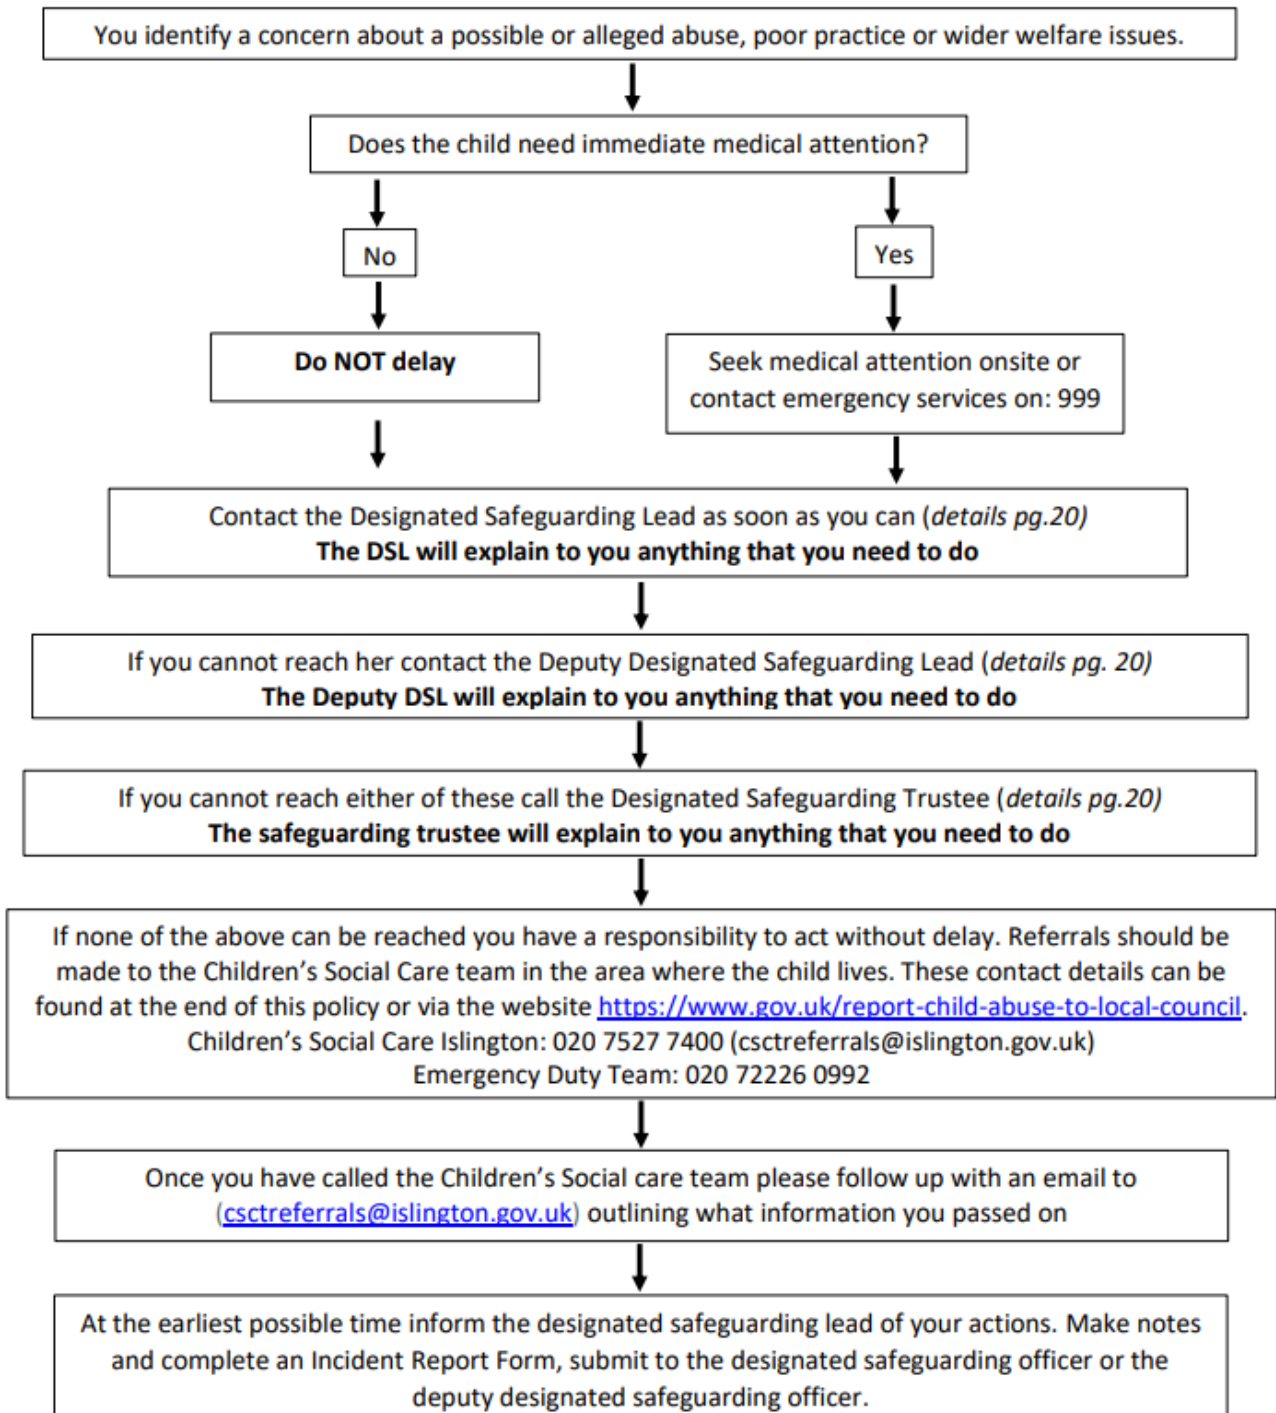 You identify a concern about a possible or alleged abuse, poor practice or wider welfare issues.
Does the child need immediate medical attention?
No
Yes
Do NOT delay
Seek medical attention onsite or
contact emergency services on: 999
Contact the Designated Safeguarding Lead as soon as you can (details pg.20)
The DSL will explain to you anything that you need to do
If you cannot reach her contact the Deputy Designated Safeguarding Lead (details pg. 20)
The Deputy DSL will explain to you anything that you need to do
If you cannot reach either of these call the Designated Safeguarding Trustee (details pg.20)
The safeguarding trustee will explain to you anything that you need to do
If none of the above can be reached you have a responsibility to act without delay. Referrals should be
made to the Children’s Social Care team in the area where the child lives. These contact details can be
found at the end of this policy or via the website https://www.gov.uk/report-child-abuse-to-local-council.
Children’s Social Care Islington: 020 7527 7400 (csctreferrals@islington.gov.uk)
Emergency Duty Team: 020 72226 0992
Once you have called the Children’s Social care team please follow up with an email to
(csctreferrals@islington.gov.uk) outlining what information you passed on
At the earliest possible time inform the designated safeguarding lead of your actions. Make notes
and complete an Incident Report Form, submit to the designated safeguarding officer or the
deputy designated safeguarding officer.